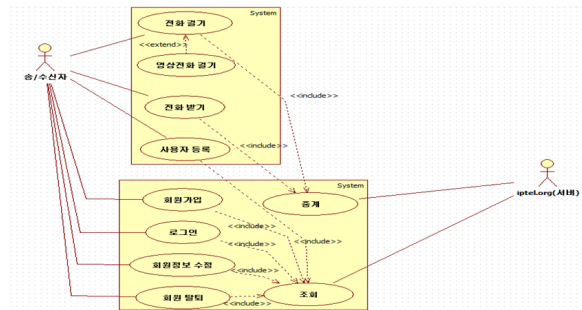 System
전화 걸기
<<extend>>
영상전화 걸기
송/수신자
<<include>>
전화 받기
<<include>>
사용자 등록
System
iptel.org(서버)
회원가입
중계
<<include>>
로그인
<<include>>
회원정보 수정
<<include>>
조회
회원 탈퇴
<<include>>